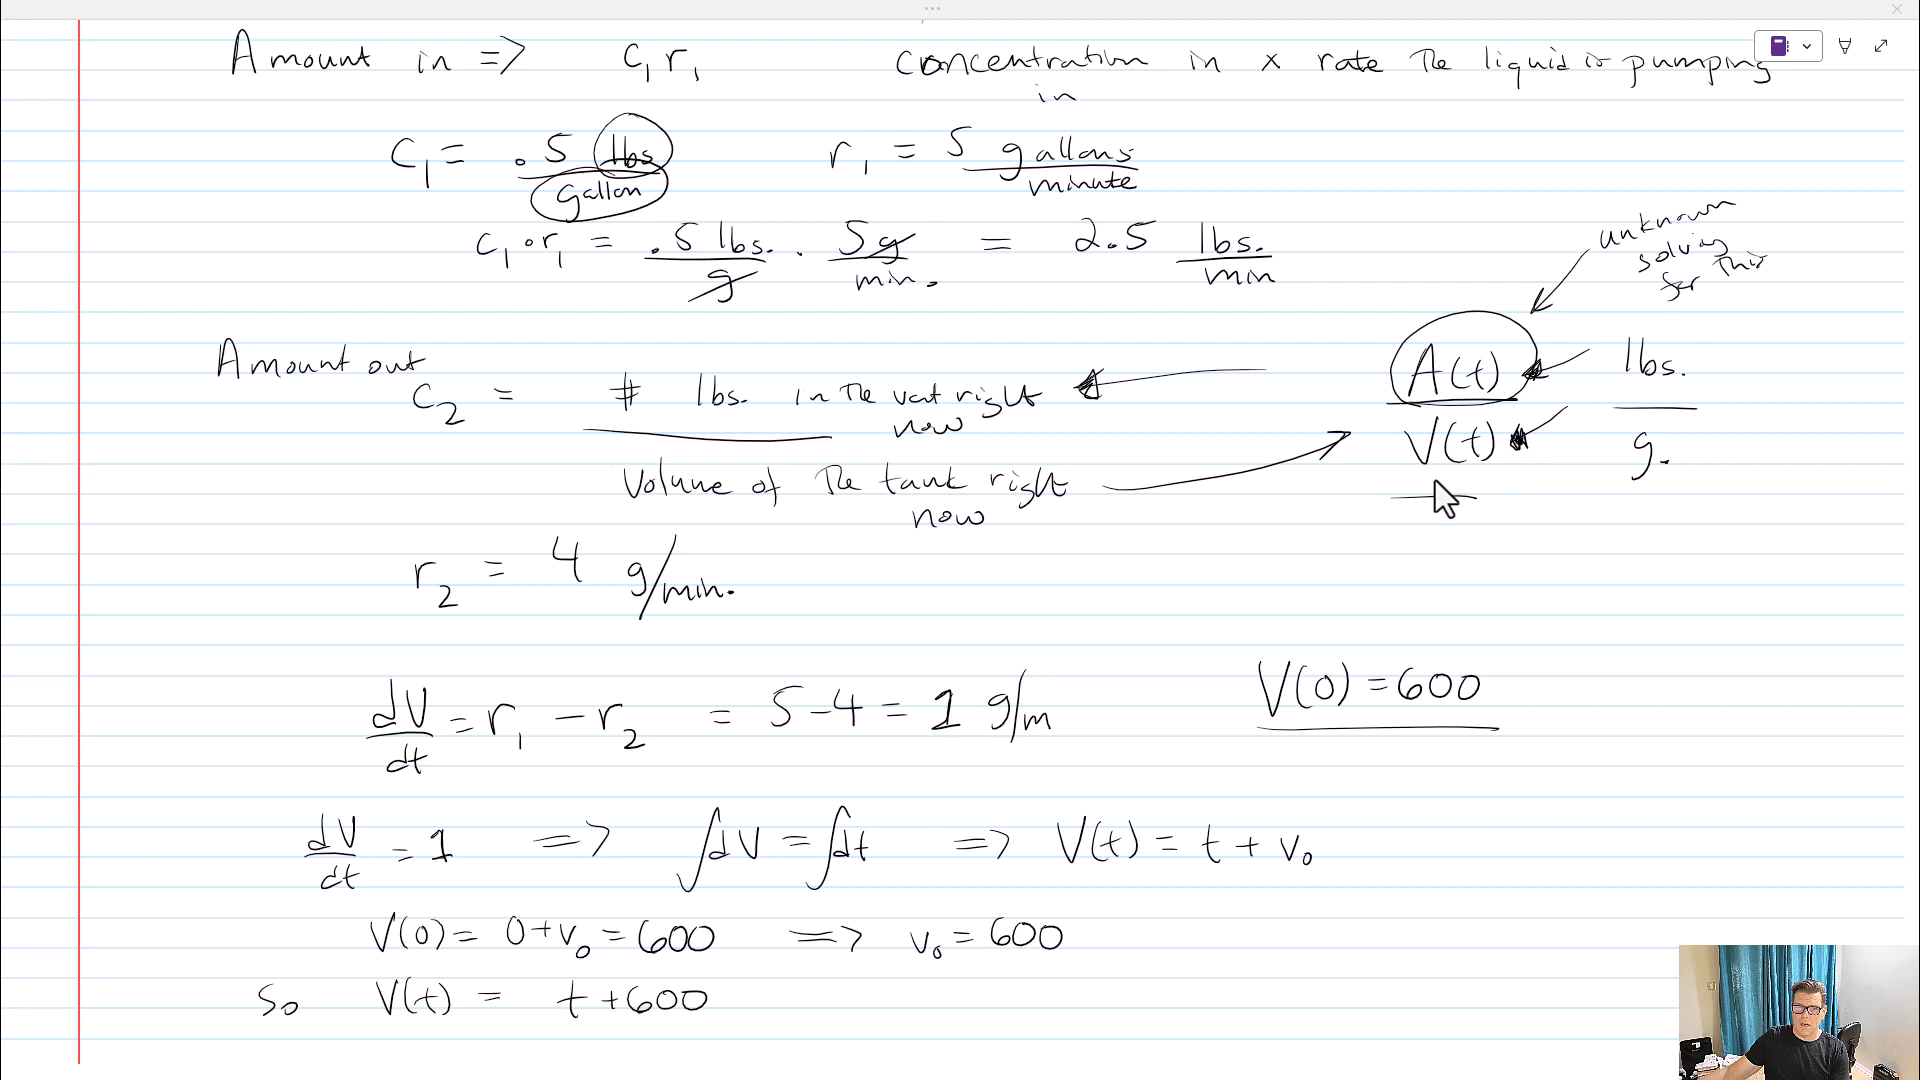 Amount in => C₁ r₁ concentration in x rate the liquid is pumping
in
C₁ = .5 lbs / gallon r₁ = 5 gallons / minute
C₁ · r₁ = .5 lbs. / g · 5g / min. = 2.5 lbs. / min
unknown
solving
for this
Amount out
C₂ = # lbs. in the vat right now / Volume of the tank right now
A(t) / V(t) lbs. / g.
r₂ = 4 g/min.
dV/dt = r₁ - r₂ = 5-4 = 1 g/m V(0) = 600
dV/dt = 1 => ∫dV = ∫dt => V(t) = t + v₀
V(0) = 0+v₀ = 600 => v₀ = 600
So V(t) = t+600